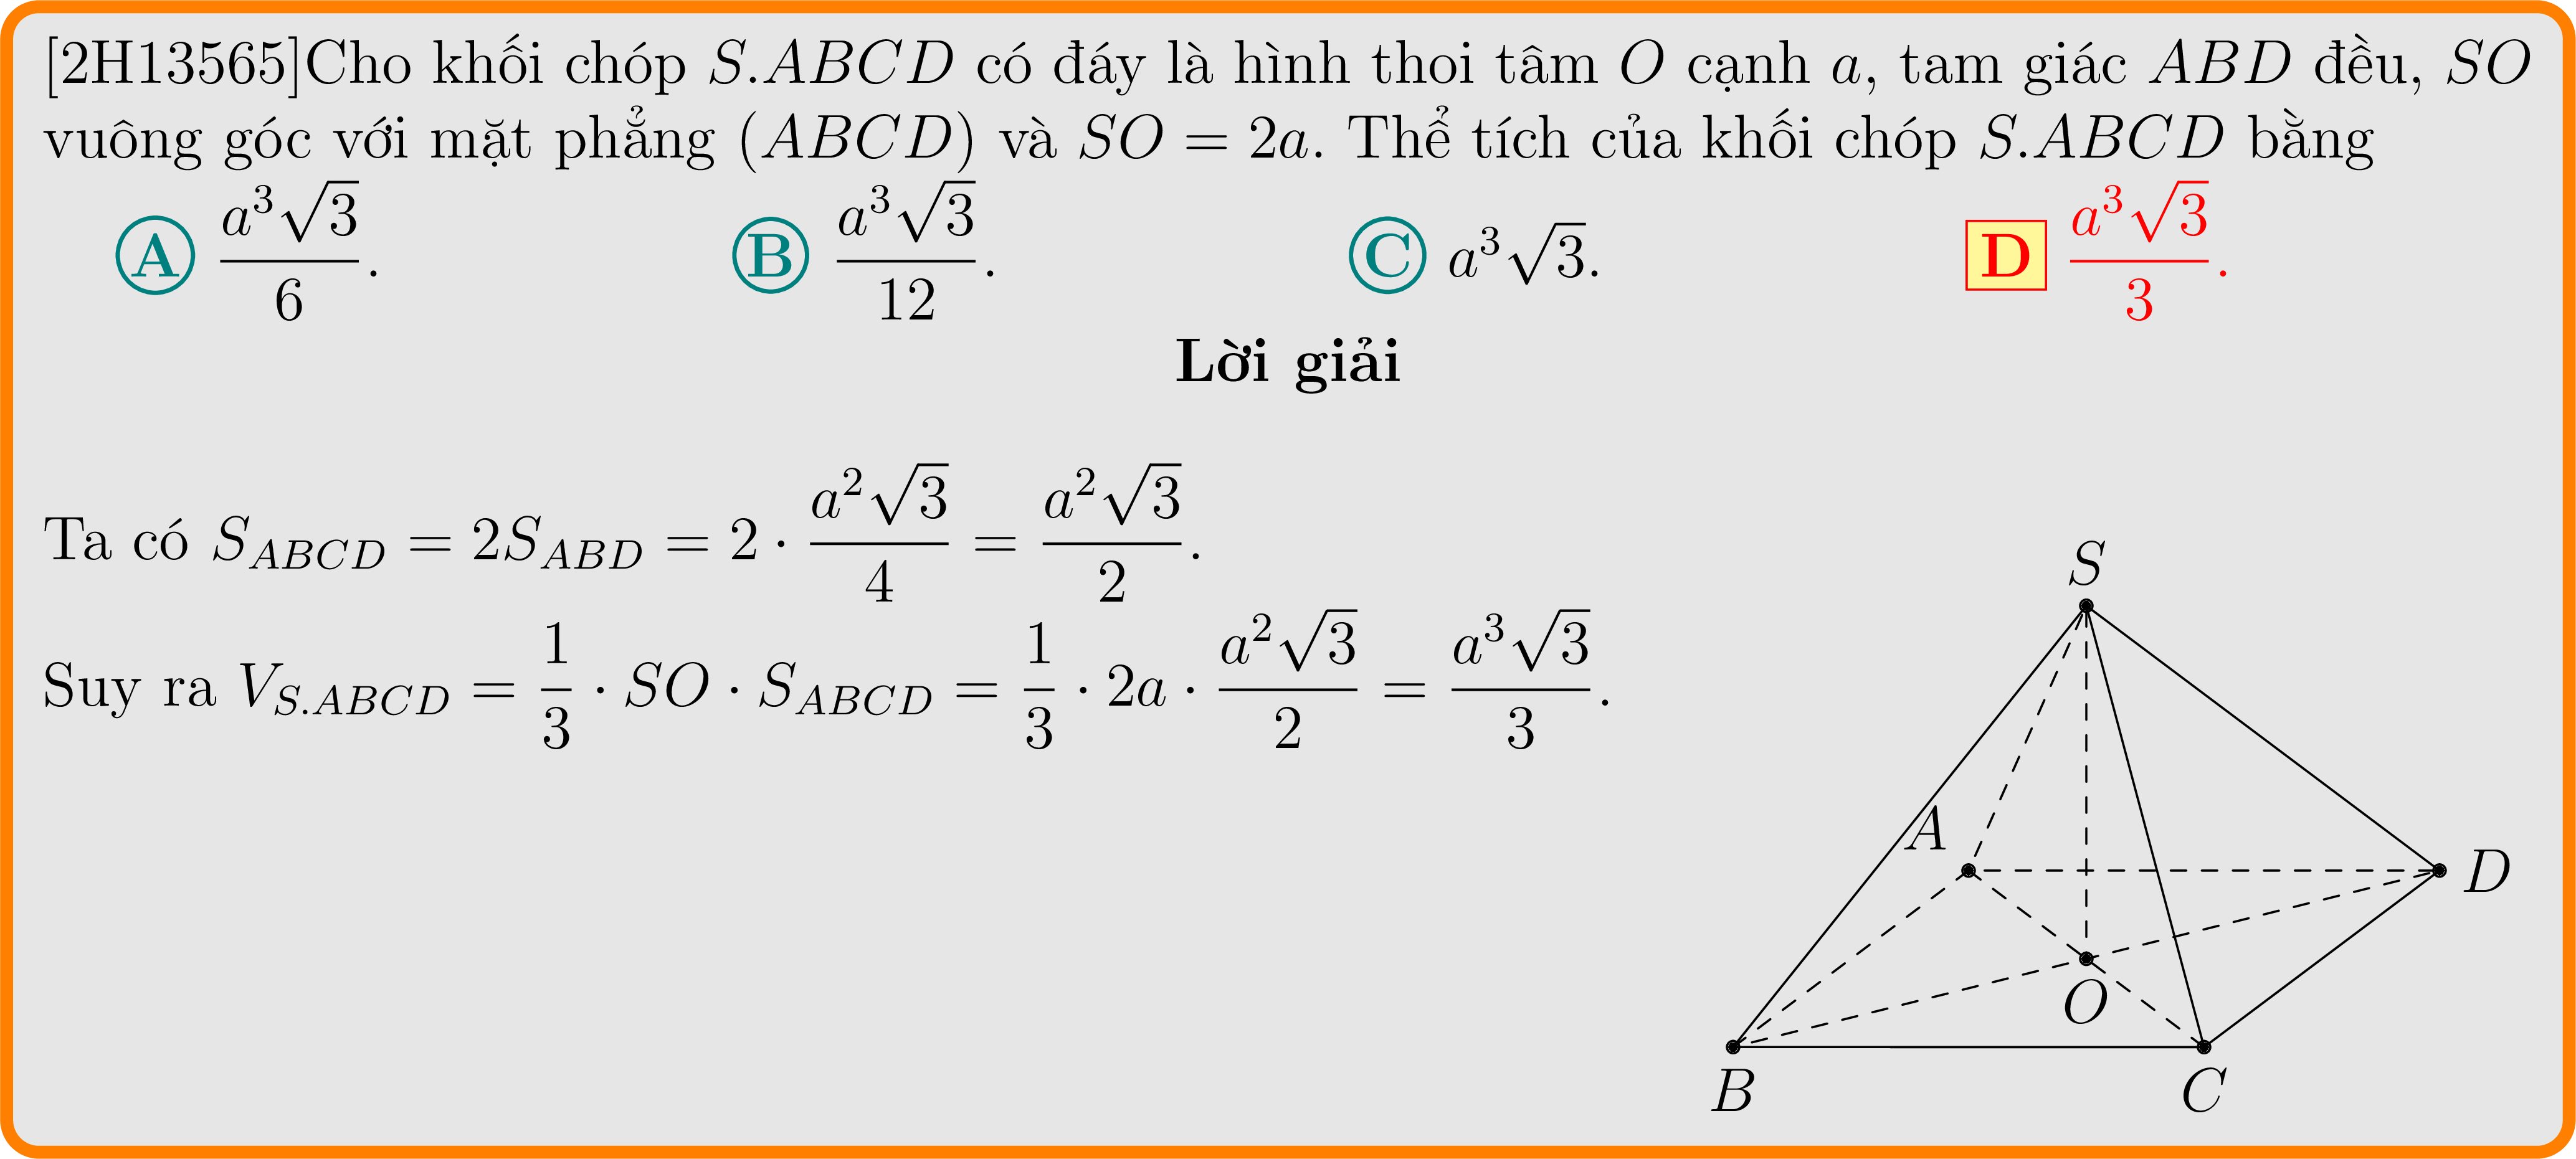 [2H13565]Cho khối chóp S.ABCD có đáy là hình thoi tâm O cạnh a, tam giác ABD đều, SO
vuông góc với mặt phẳng (ABCD) và SO = 2a. Thể tích của khối chóp S.ABCD bằng
A $\frac{a^3\sqrt{3}}{6}$. B $\frac{a^3\sqrt{3}}{12}$. C $a^3\sqrt{3}$. D $\frac{a^3\sqrt{3}}{3}$.
Lời giải
Ta có $S_{ABCD} = 2S_{ABD} = 2 \cdot \frac{a^2\sqrt{3}}{4} = \frac{a^2\sqrt{3}}{2}$.
Suy ra $V_{S.ABCD} = \frac{1}{3} \cdot SO \cdot S_{ABCD} = \frac{1}{3} \cdot 2a \cdot \frac{a^2\sqrt{3}}{2} = \frac{a^3\sqrt{3}}{3}$.
S
A
D
O
B
C